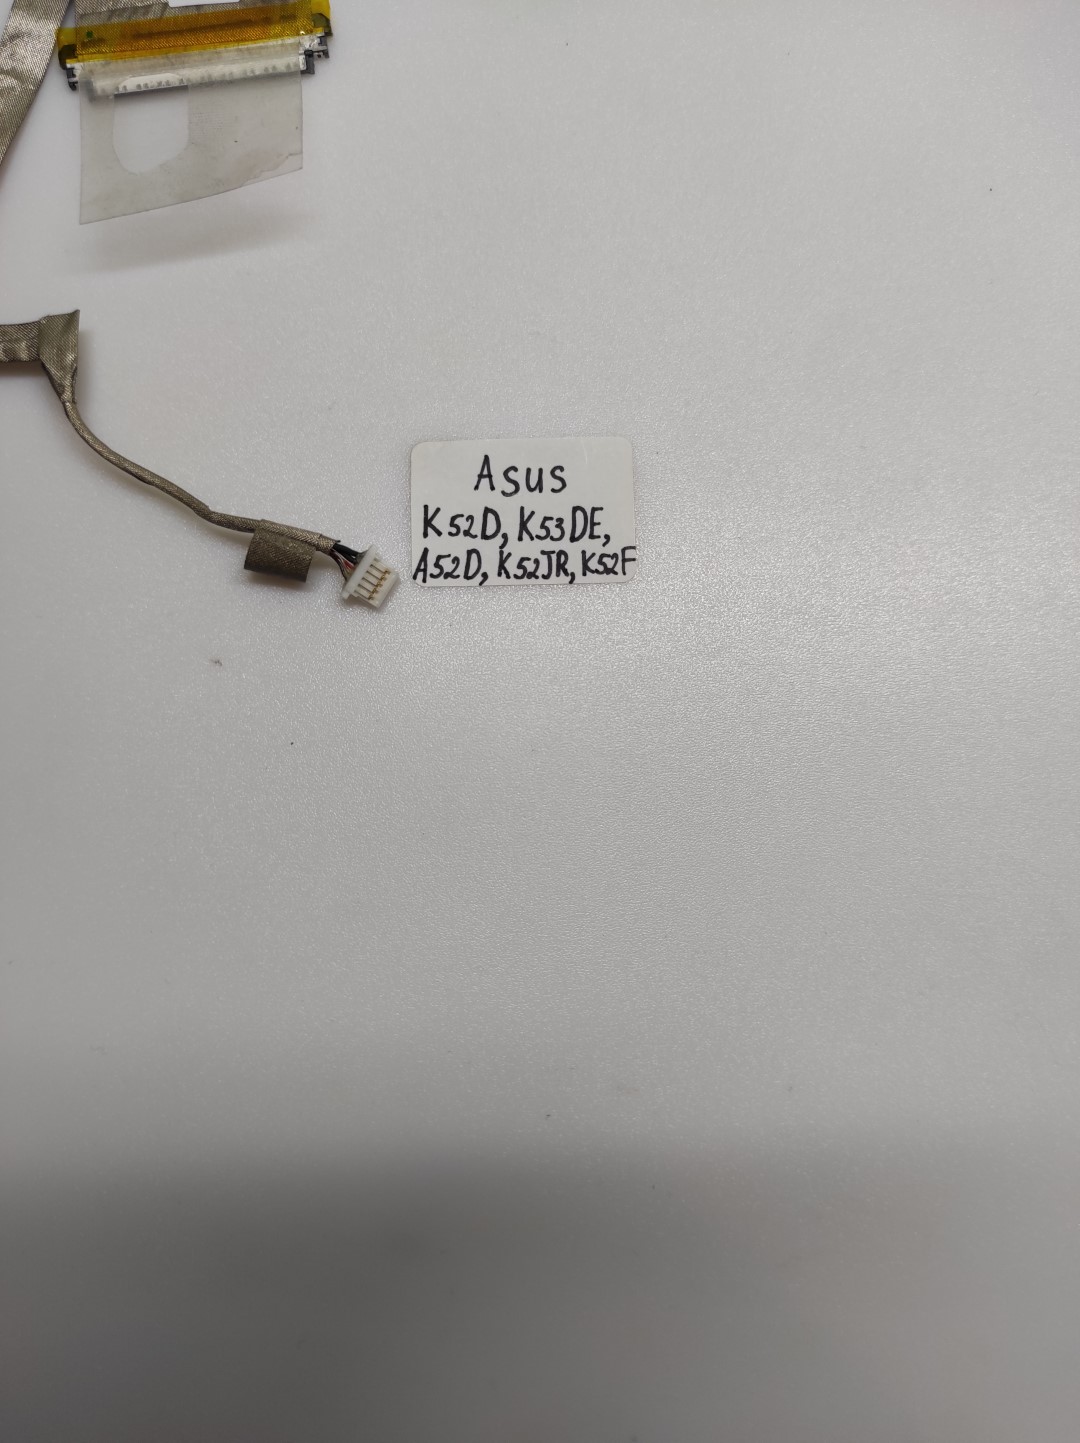 Asus
K52D, K53DE,
A52D, K52JR, K52F